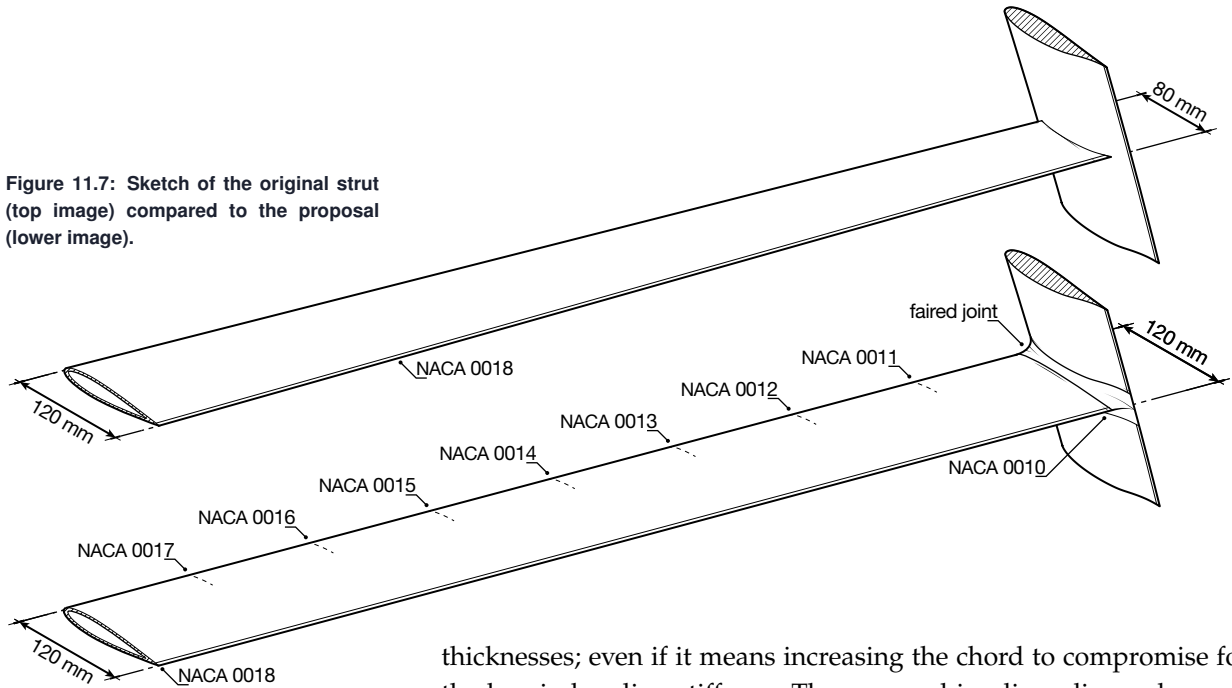 80 mm
Figure 11.7: Sketch of the original strut
(top image) compared to the proposal
(lower image).
NACA 0018
120 mm
faired joint
120 mm
NACA 0011
NACA 0012
NACA 0013
NACA 0014
NACA 0010
NACA 0015
NACA 0016
NACA 0017
120 mm
NACA 0018
thicknesses; even if it means increasing the chord to compromise fo